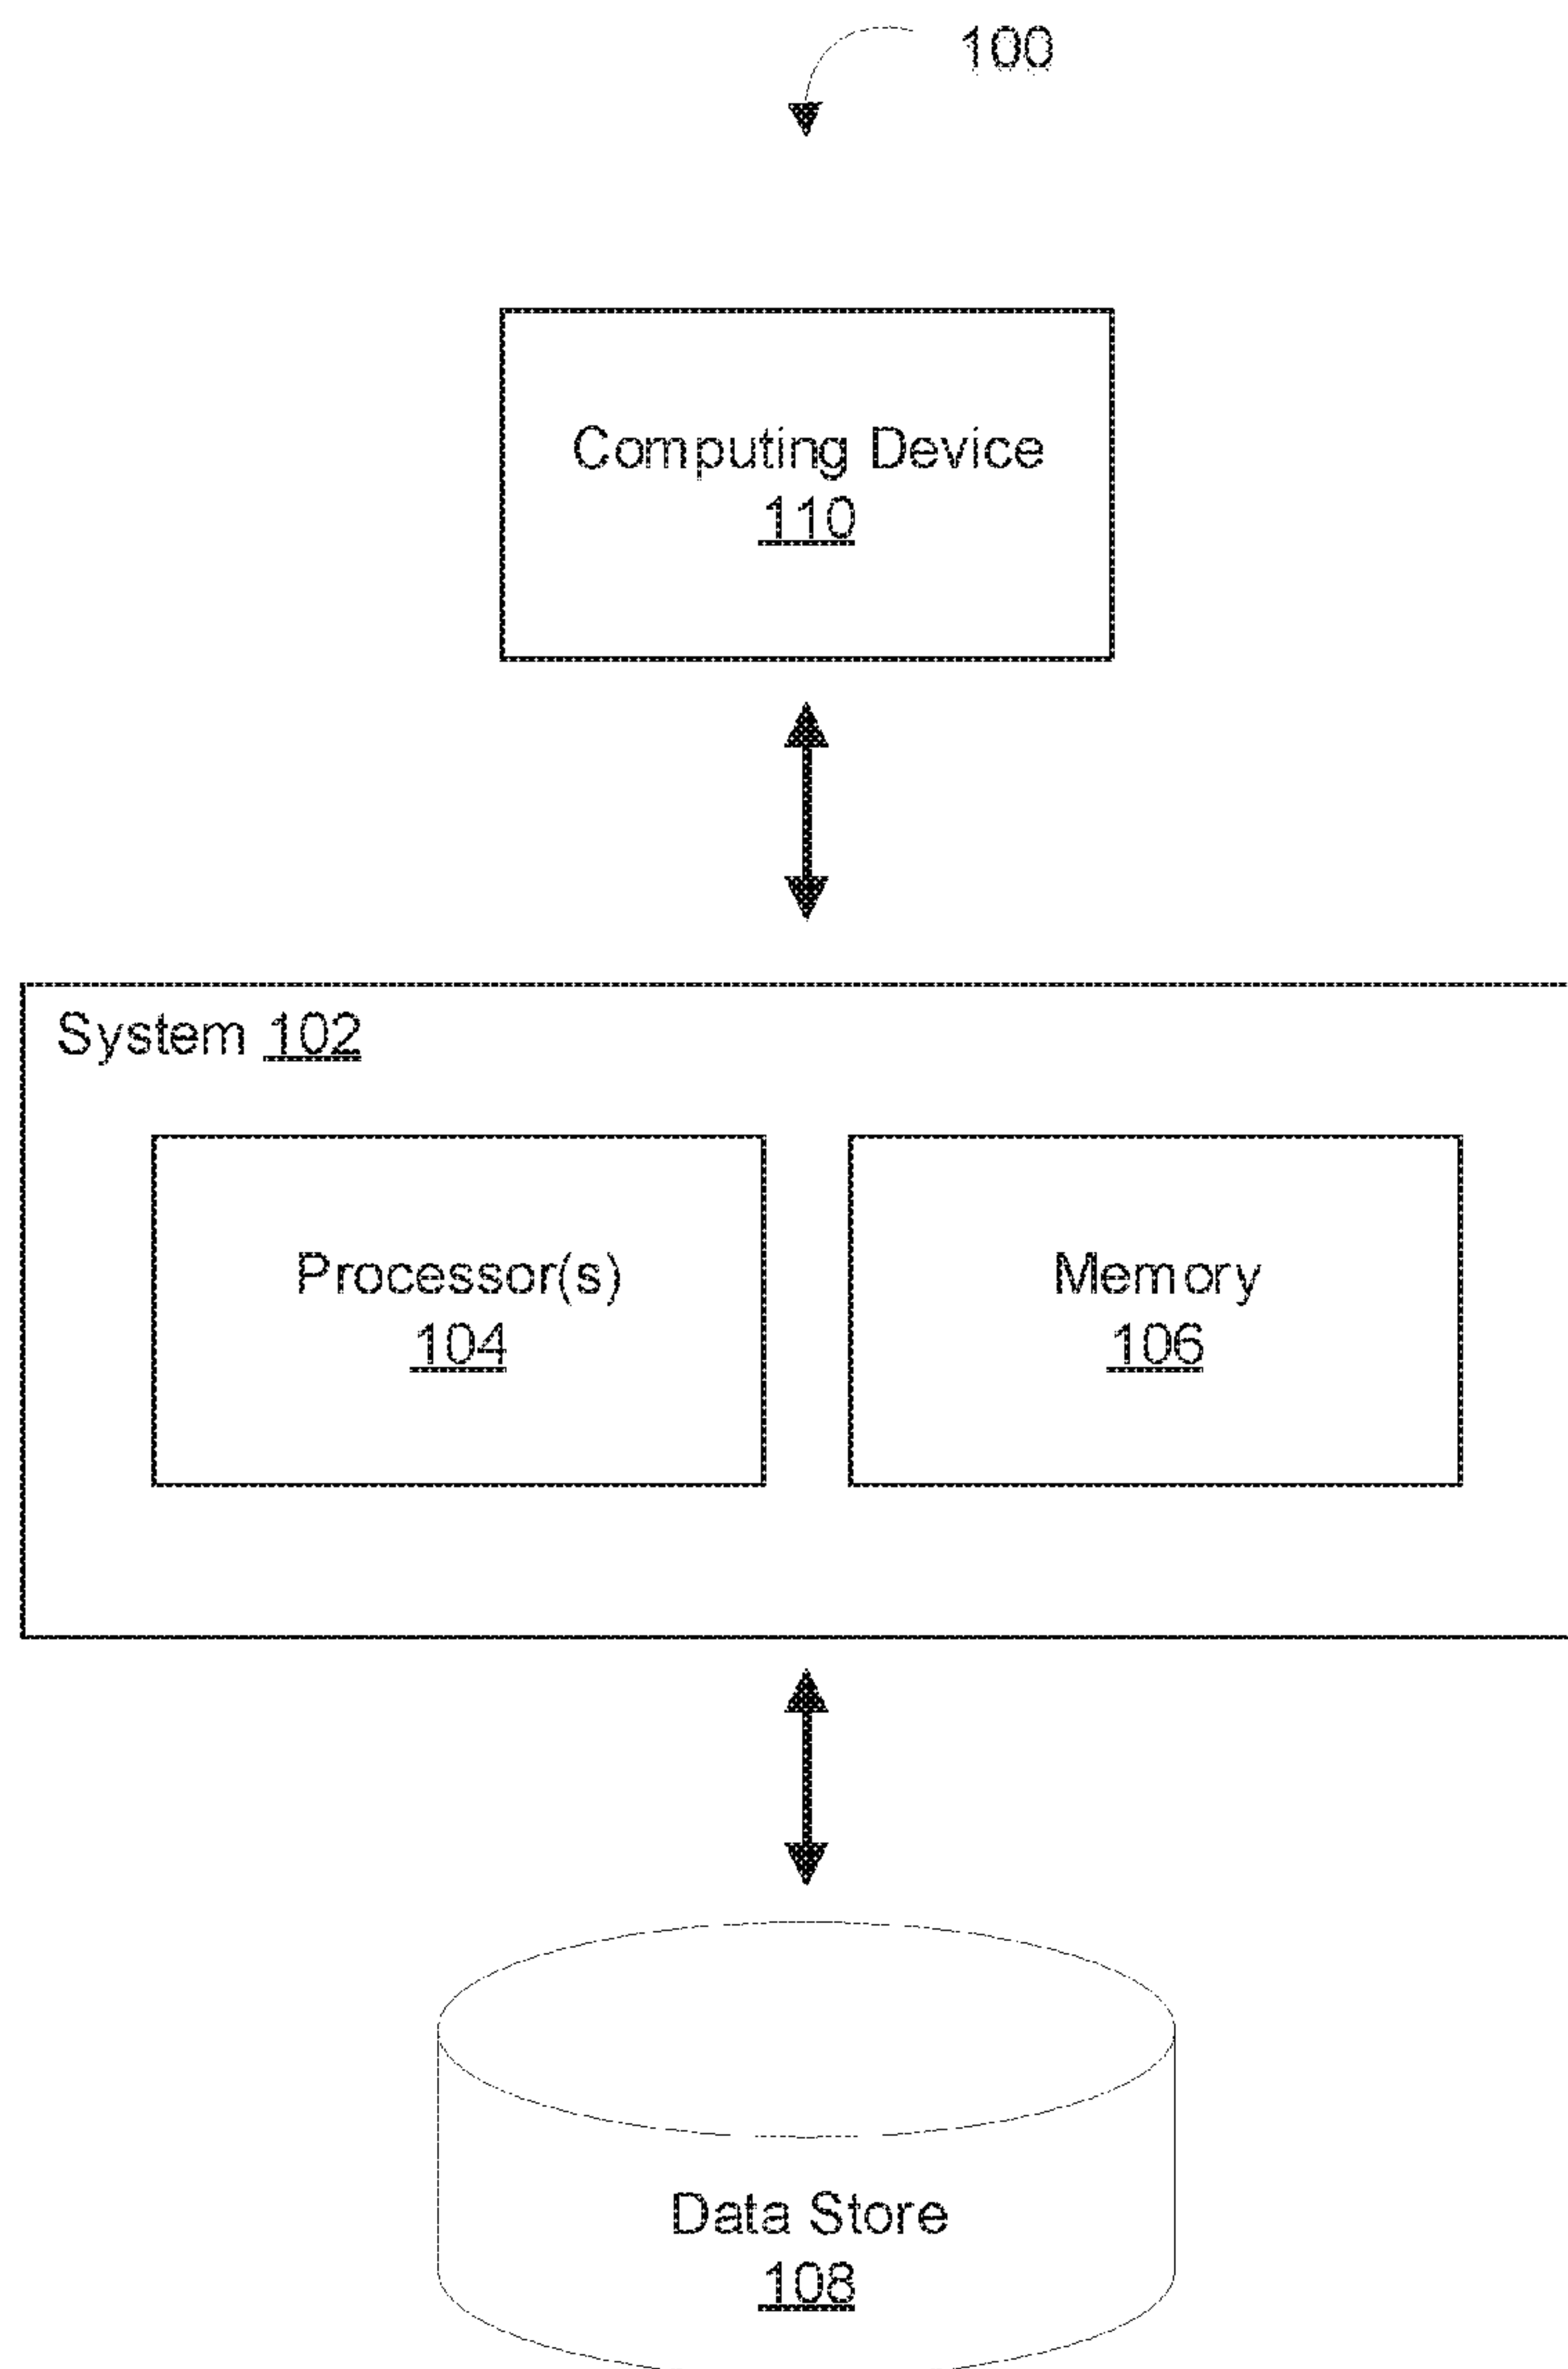 100
Computing Device
110
System 102
Processor(s)
104
Memory
106
Data Store
108